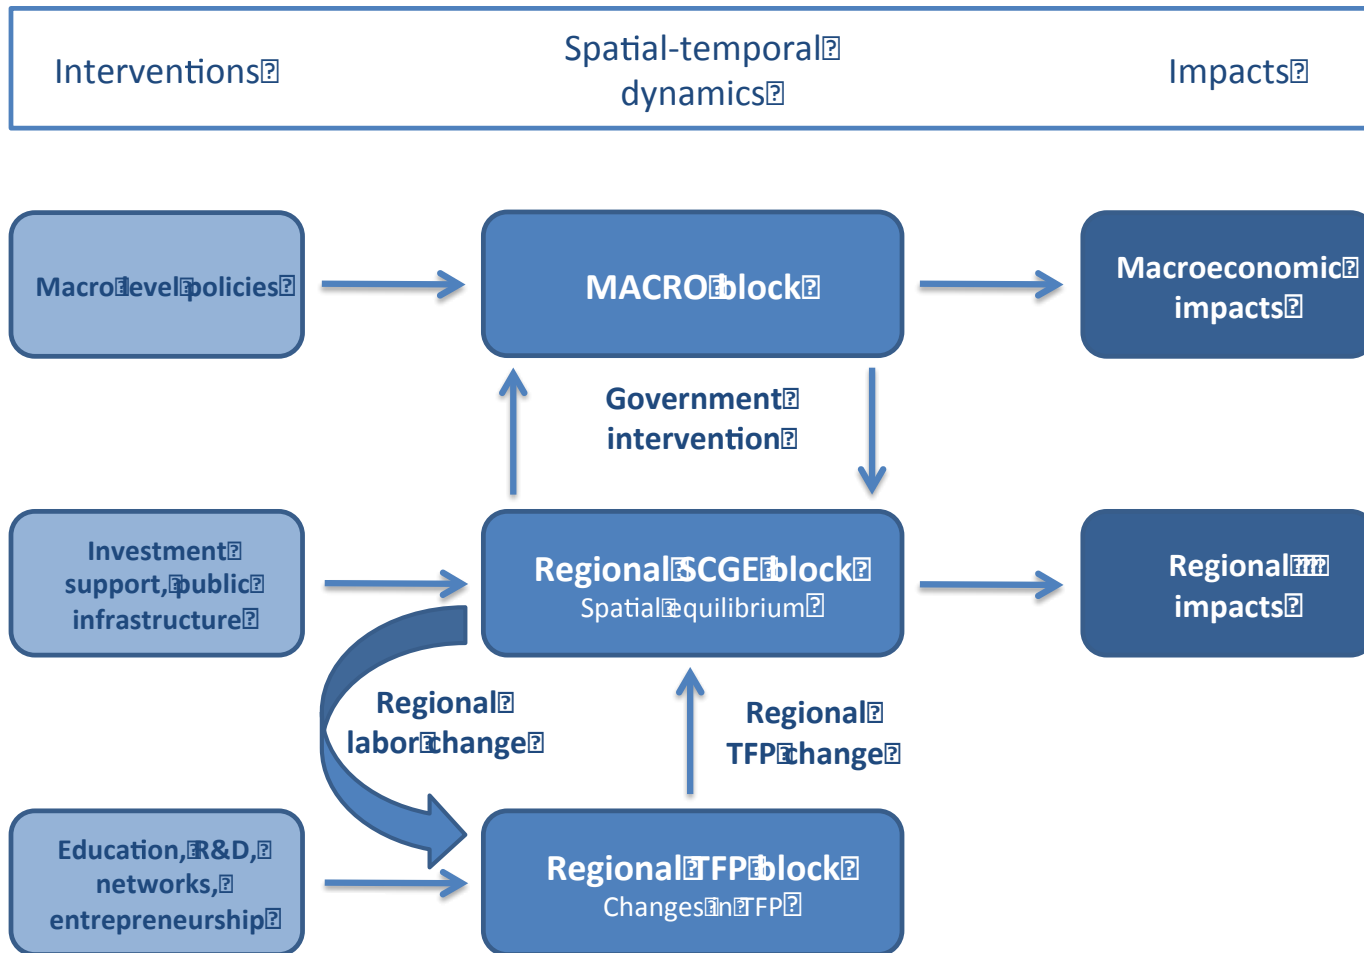 Interventions
Spatial-temporal
dynamics
Impacts
Macro level policies
MACRO block
Macroeconomic
impacts
Government
intervention
Investment
support, public
infrastructure
Regional SCGE block
Spatial equilibrium
Regional
impacts
Regional
labor change
Regional
TFP change
Education, R&D,
networks,
entrepreneurship
Regional TFP block
Changes in TFP